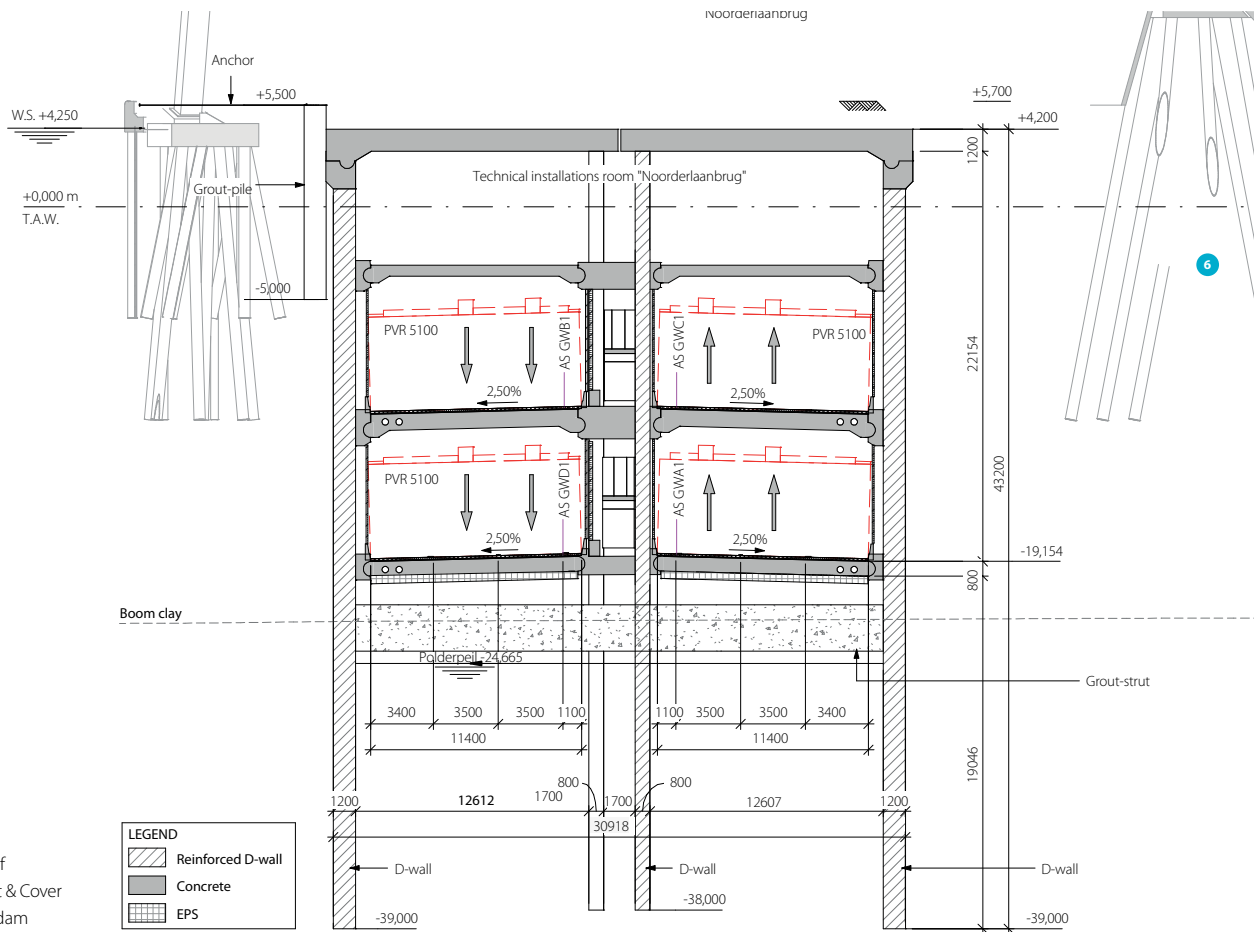 Noorderlaanbrug
Anchor
+5,500
+5,700
W.S. +4,250
+4,200
1200
Technical installations room "Noorderlaanbrug"
Grout-pile
+0,000 m
T.A.W.
6
-5,000
PVR 5100
AS GWB1
AS GWC1
PVR 5100
22154
2,50%
2,50%
43200
PVR 5100
AS GWD1
AS GWA1
2,50%
2,50%
-19,154
800
Boom clay
Polderpeil -24,665
Grout-strut
3400
3500
3500
1100
1100
3500
3500
3400
11400
11400
19046
800
800
1200
12612
1700
1700
12607
1200
30918
LEGEND
Reinforced D-wall
Concrete
EPS
f
& Cover
dam
D-wall
D-wall
D-wall
-38,000
-39,000
-39,000